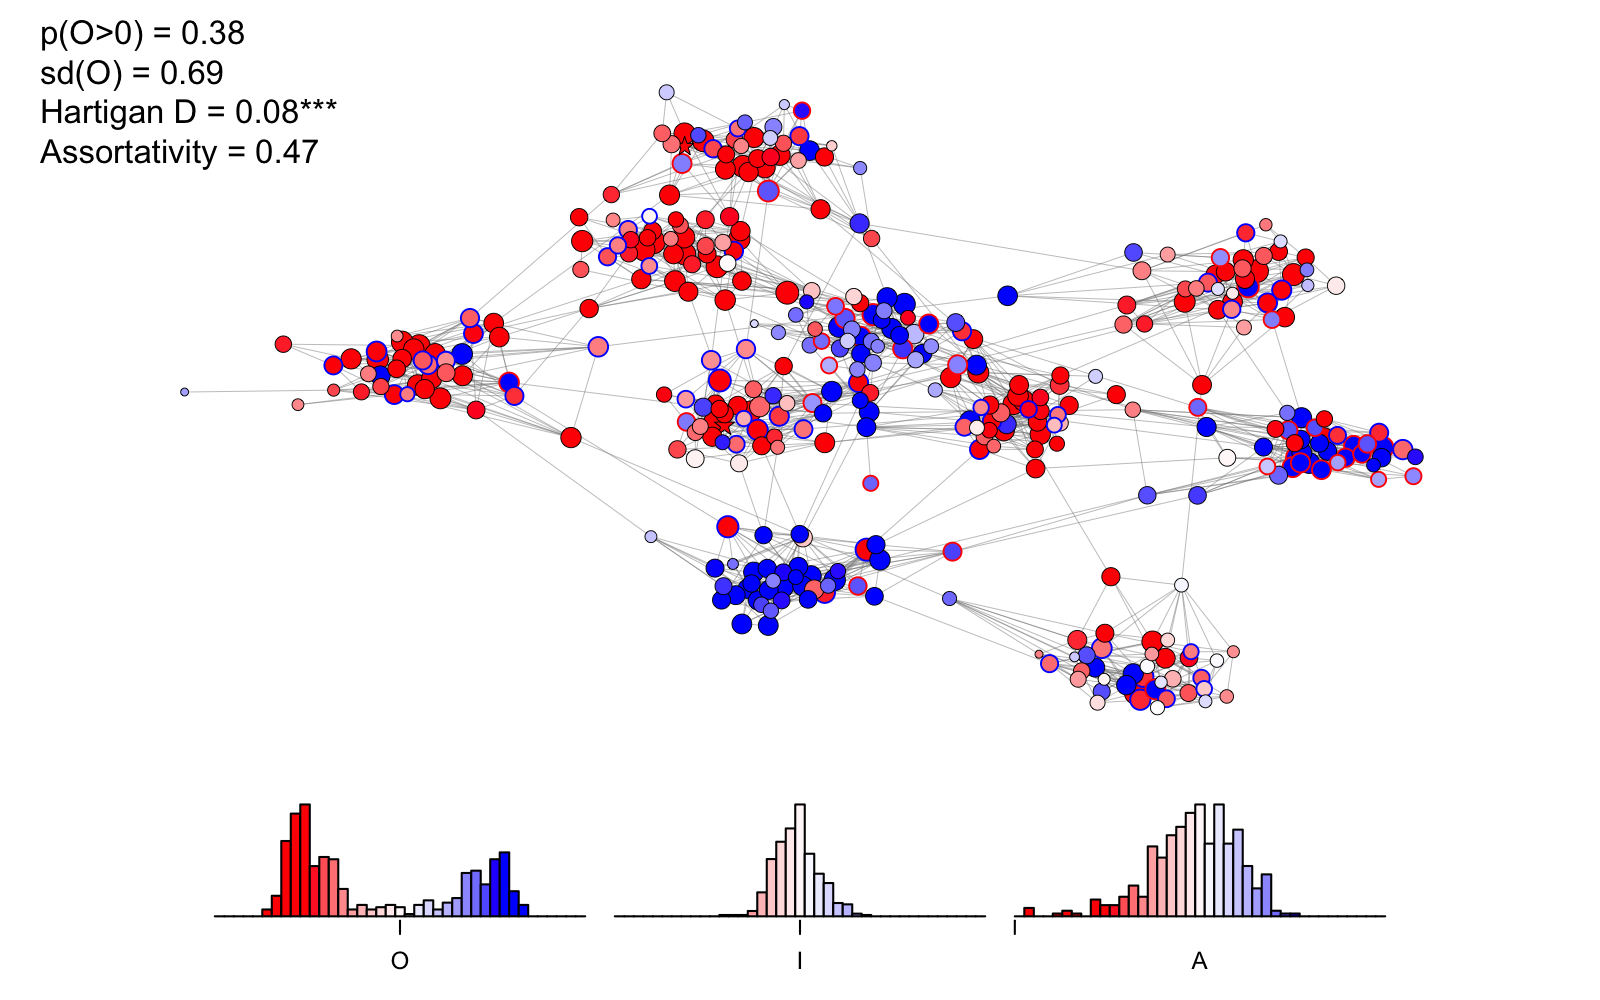 p(O>0) = 0.38
sd(O) = 0.69
Hartigan D = 0.08***
Assortativity = 0.47
O
I
A